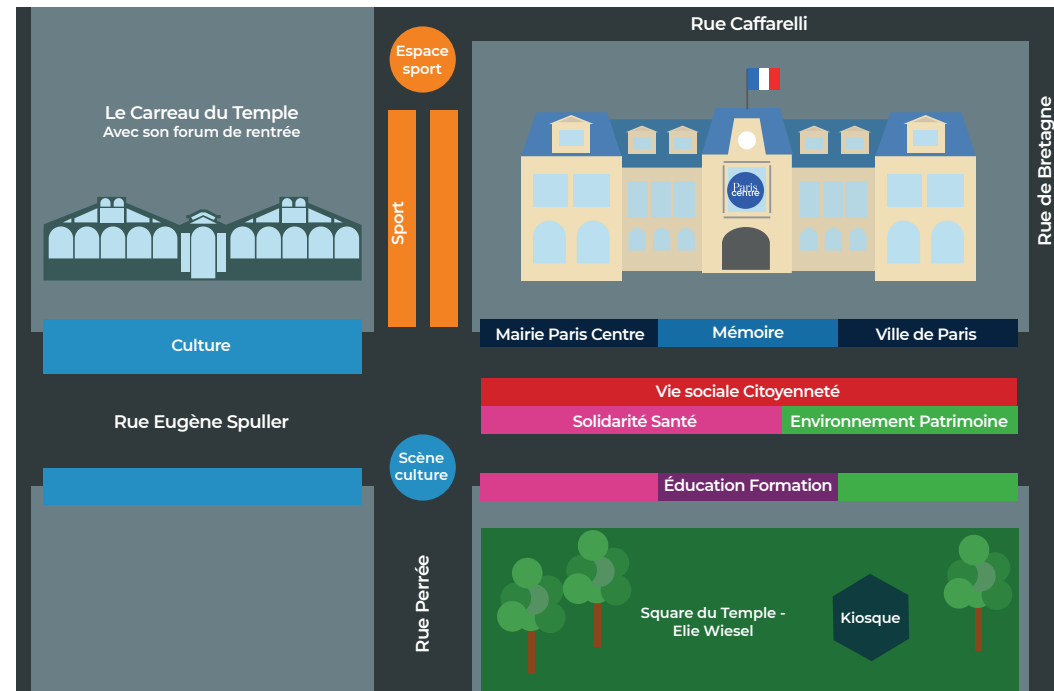 Rue Caffarelli
Espace
sport
Rue de Bretagne
Le Carreau du Temple
Avec son forum de rentrée
Paris
centre
Sport
Mairie Paris Centre
Mémoire
Ville de Paris
Culture
Vie sociale Citoyenneté
Solidarité Santé
Environnement Patrimoine
Rue Eugène Spuller
Scène
culture
Éducation Formation
Rue Perrée
Square du Temple -
Elie Wiesel
Kiosque